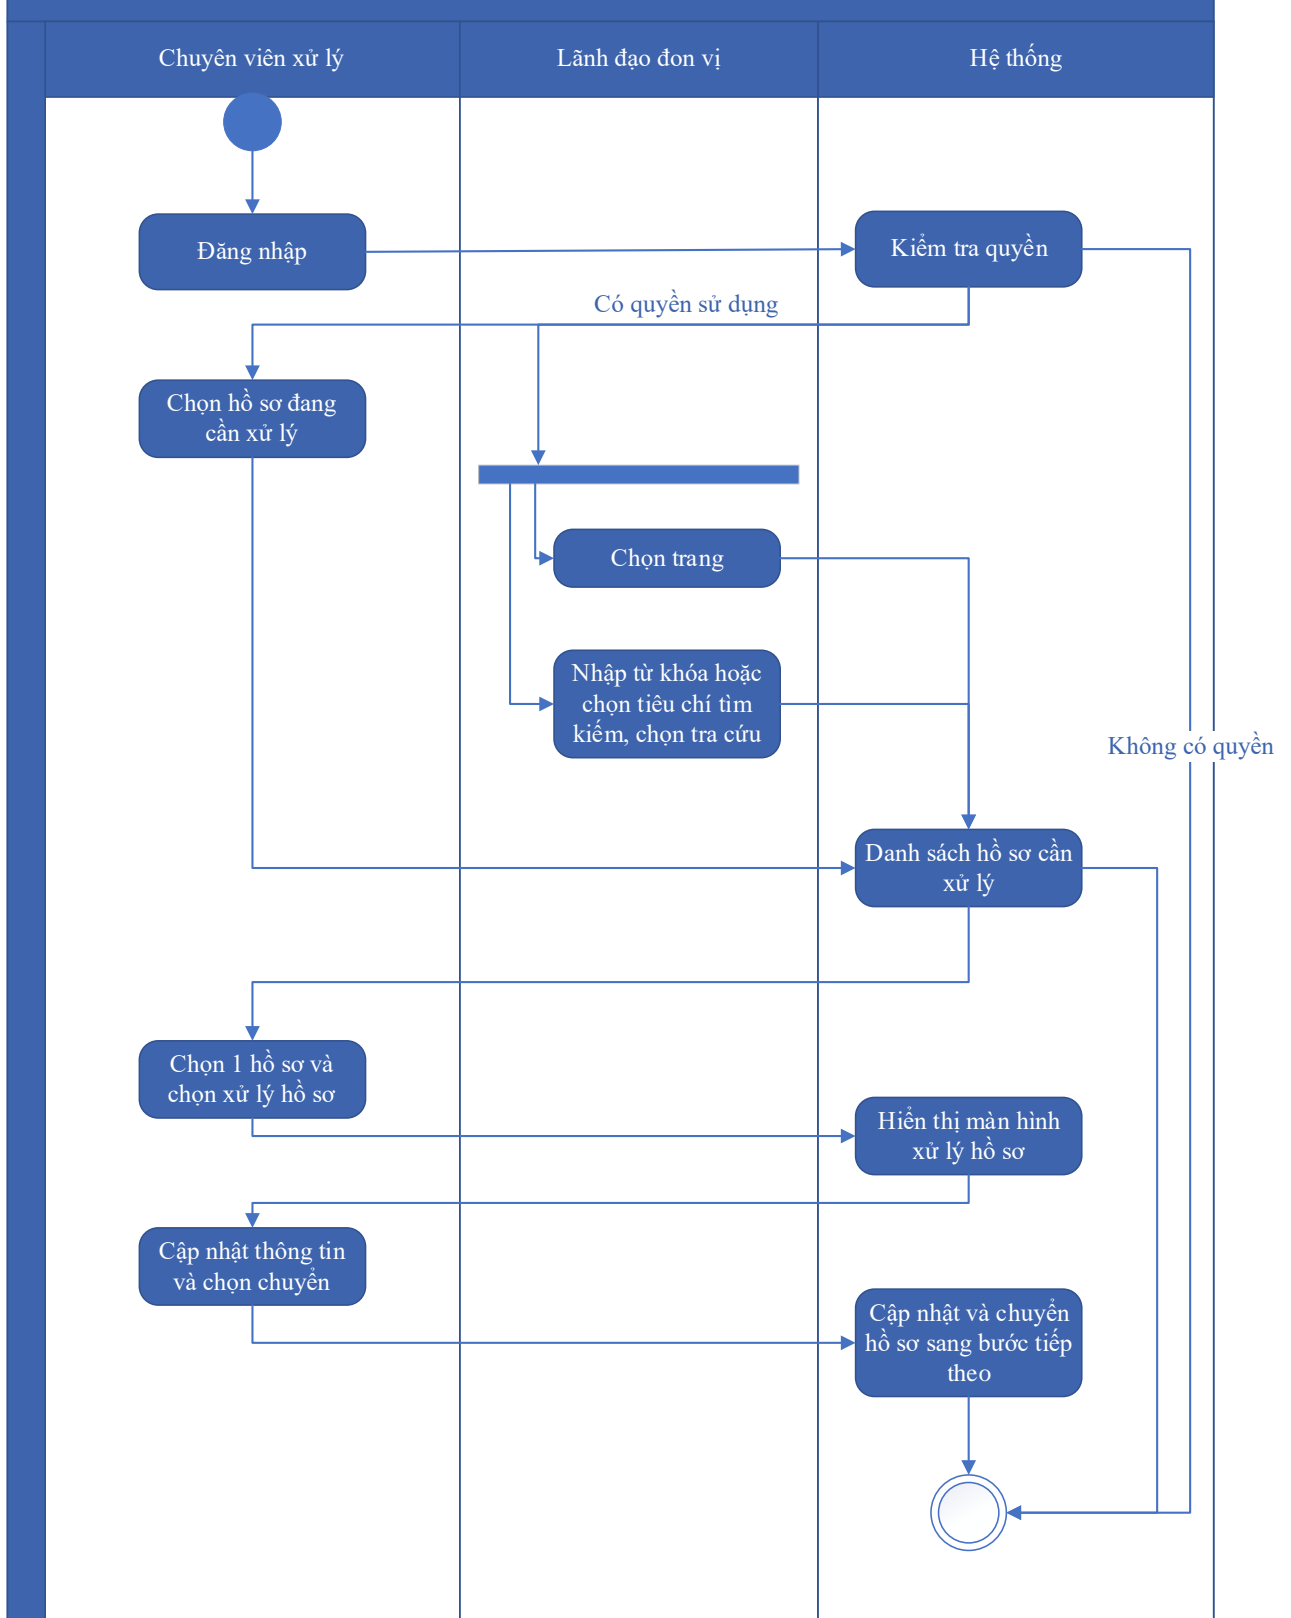 Chuyên viên xử lý
Lãnh đạo đon vị
Hệ thống
Đăng nhập
Kiểm tra quyền
Có quyền sử dụng
Chọn hồ sơ đang
cần xử lý
Chọn trang
Nhập từ khóa hoặc
chọn tiêu chí tìm
kiếm, chọn tra cứu
Không có quyền
Danh sách hồ sơ cần
xử lý
Chọn 1 hồ sơ và
chọn xử lý hồ sơ
Hiển thị màn hình
xử lý hồ sơ
Cập nhật thông tin
và chọn chuyển
Cập nhật và chuyển
hồ sơ sang bước tiếp
theo